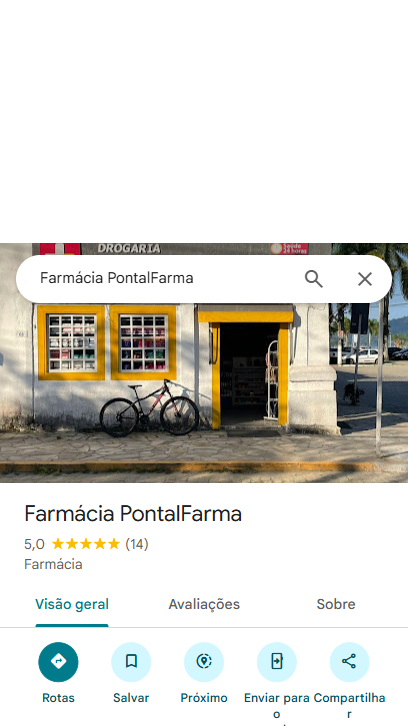 DROGARIA
Saúde
24 horas
Farmácia PontalFarma
Farmácia PontalFarma
5,0 (14)
Farmácia
Visão geral Avaliações Sobre
Rotas Salvar Próximo Enviar para o Compartilhar